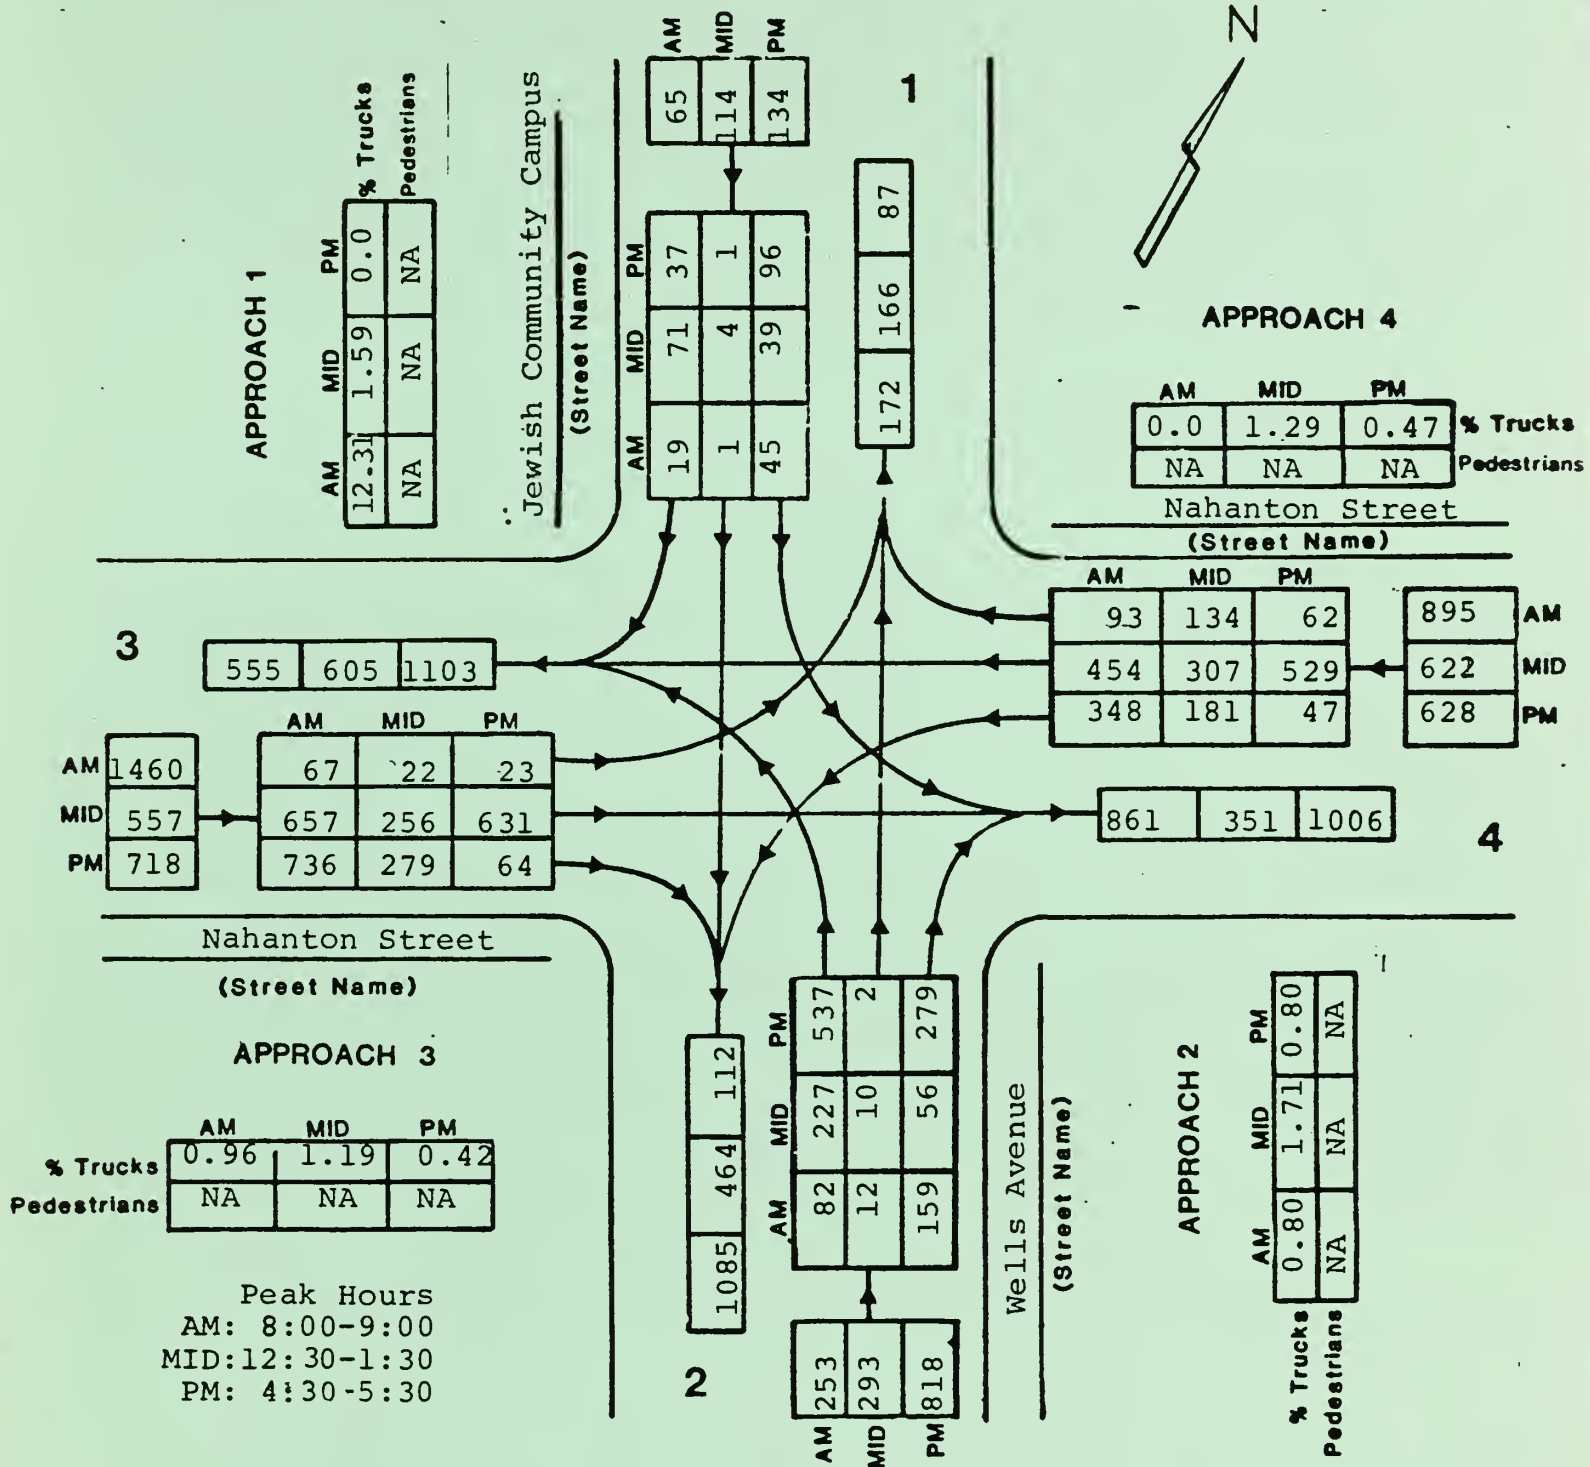 N
AM MID PM
65 114 134
1
Jewish Community Campus
(Street Name)
APPROACH 1
AM MID PM
12.31 1.59 0.0 % Trucks
NA NA NA Pedestrians
PM 37 1 96
MID 71 4 39
AM 19 1 45
87
166
172
APPROACH 4
AM MID PM
0.0 1.29 0.47 % Trucks
NA NA NA Pedestrians
Nahanton Street
(Street Name)
AM MID PM
93 134 62
454 307 529
348 181 47
895 AM
622 MID
628 PM
3
555 605 1103
AM MID PM
AM 1460
MID 557
PM 718
67 22 23
657 256 631
736 279 64
861 351 1006
4
Nahanton Street
(Street Name)
APPROACH 3
AM MID PM
% Trucks 0.96 1.19 0.42
Pedestrians NA NA NA
Peak Hours
AM: 8:00-9:00
MID:12:30-1:30
PM: 4:30-5:30
112
464
1085
2
PM 537 2 279
MID 227 10 56
AM 82 12 159
253 293 818
AM MID PM
Wells Avenue
(Street Name)
APPROACH 2
AM MID PM
% Trucks 0.80 1.71 0.80
Pedestrians NA NA NA